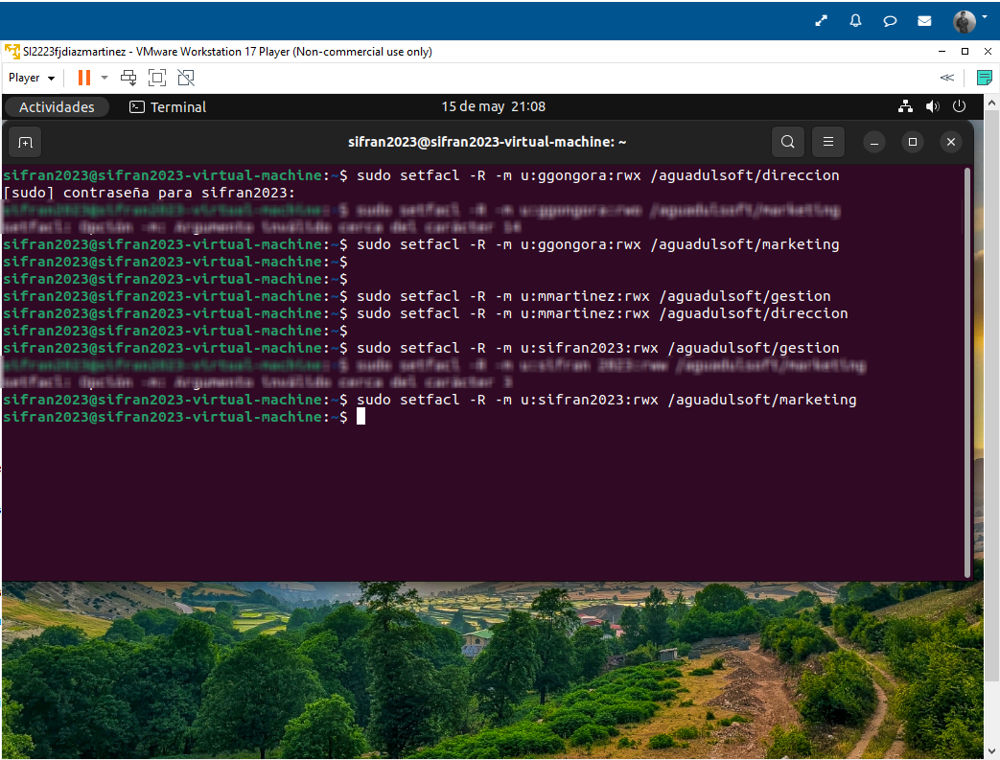 SI2223fjdiazmartinez - VMware Workstation 17 Player (Non-commercial use only)
Player
Actividades
Terminal
15 de may 21:08
sifran2023@sifran2023-virtual-machine: ~
sifran2023@sifran2023-virtual-machine:~$ sudo setfacl -R -m u:ggongora:rwx /aguadulsoft/direccion
[sudo] contraseña para sifran2023:
sifran2023@sifran2023-virtual-machine:~$ sudo setfacl -R -m u:ggongora:rwx /aguadulsoft/marketing
sifran2023@sifran2023-virtual-machine:~$
sifran2023@sifran2023-virtual-machine:~$
sifran2023@sifran2023-virtual-machine:~$ sudo setfacl -R -m u:mmartinez:rwx /aguadulsoft/gestion
sifran2023@sifran2023-virtual-machine:~$ sudo setfacl -R -m u:mmartinez:rwx /aguadulsoft/direccion
sifran2023@sifran2023-virtual-machine:~$
sifran2023@sifran2023-virtual-machine:~$ sudo setfacl -R -m u:sifran2023:rwx /aguadulsoft/gestion
sifran2023@sifran2023-virtual-machine:~$ sudo setfacl -R -m u:sifran2023:rwx /aguadulsoft/marketing
sifran2023@sifran2023-virtual-machine:~$